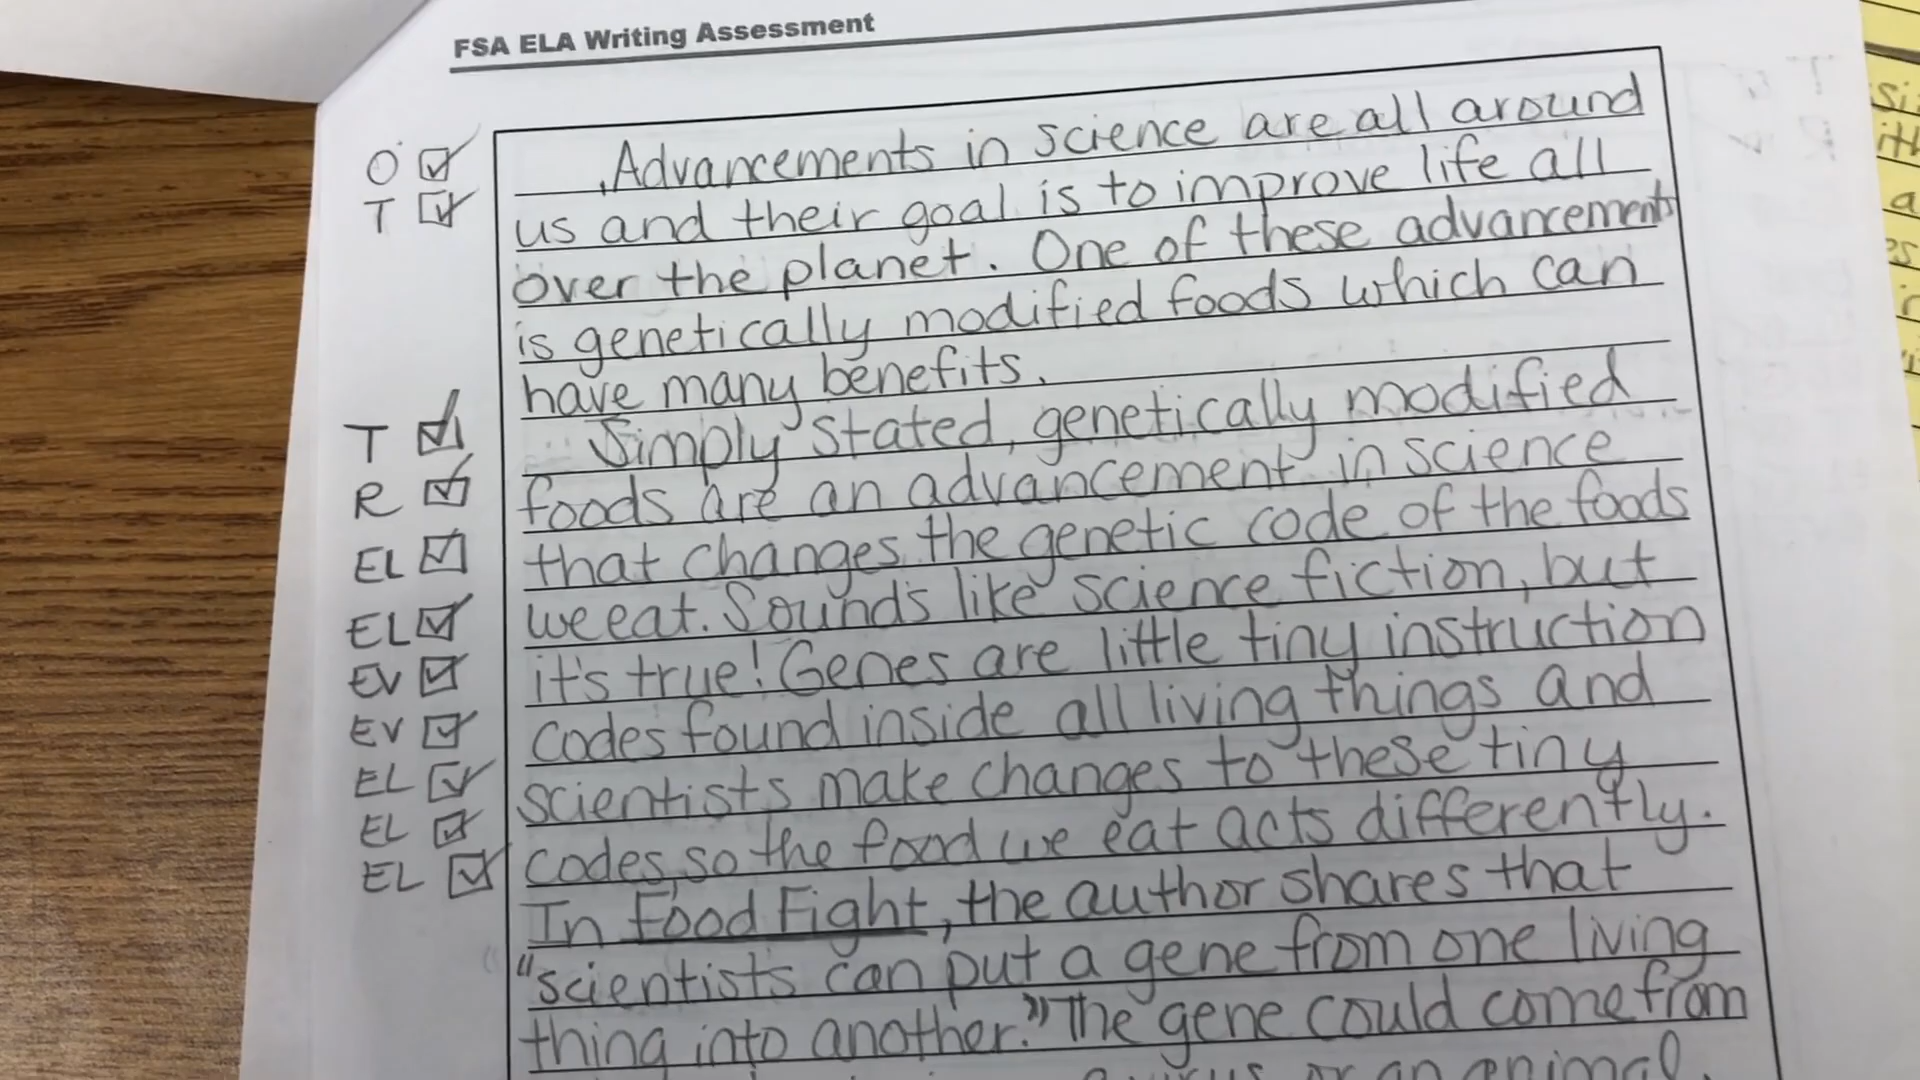 FSA ELA Writing Assessment
O
T
Advancements in science are all around
us and their goal is to improve life all
over the planet. One of these advancements
is genetically modified foods which can
have many benefits.
T
R
EL
EL
EV
EV
EL
EL
EL
Simply stated, genetically modified
foods are an advancement in science
that changes the genetic code of the foods
we eat. Sounds like science fiction, but
it's true! Genes are little tiny instruction
codes found inside all living things and
scientists make changes to these tiny
codes, so the food we eat acts differently.
In Food Fight, the author shares that
"scientists can put a gene from one living
thing into another." The gene could come from
a virus or an animal.